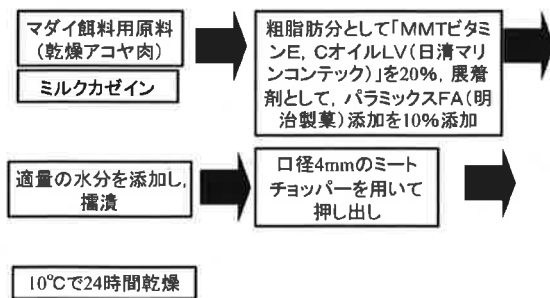 マダイ餌料用原料
(乾燥アコヤ肉)
ミルクカゼイン
粗脂肪分として「MMTビタミ
ンE, CオイルLV(日清マリ
ンコンテック)」を20%, 展着
剤として, パラミックスFA(明
治製菓)添加を10%添加
適量の水分を添加し,
擂潰
口径4mmのミート
チョッパーを用いて
押し出し
10℃で24時間乾燥